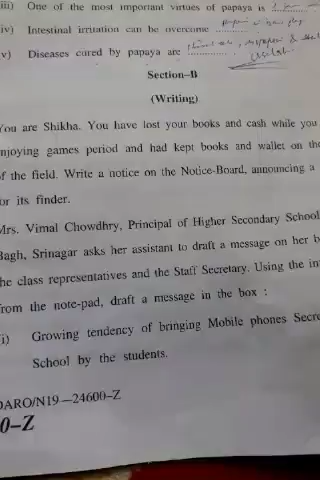 iii) One of the most important virtues of papaya is
iv) Intestinal irritation can be overcome ..............
v) Diseases cured by papaya are ..............
Section–B
(Writing)
You are Shikha. You have lost your books and cash while you
enjoying games period and had kept books and wallet on the
of the field. Write a notice on the Notice-Board, announcing a
for its finder.
Mrs. Vimal Chowdhry, Principal of Higher Secondary School
Bagh, Srinagar asks her assistant to draft a message on her b
the class representatives and the Staff Secretary. Using the in
from the note-pad, draft a message in the box :
i) Growing tendency of bringing Mobile phones Secre
School by the students.
DARO/N19—24600–Z
0–Z